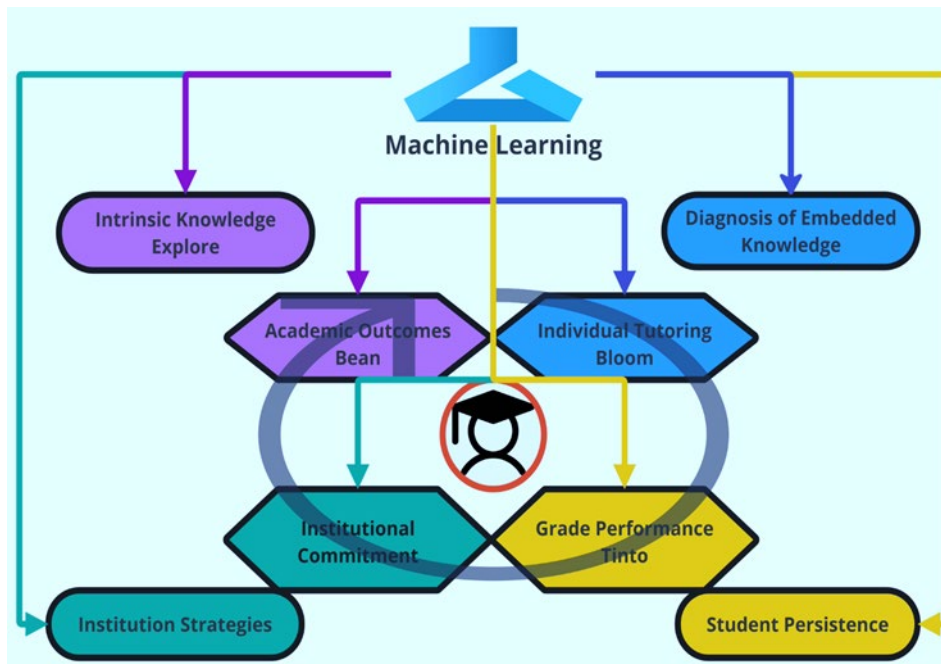 Machine Learning
Intrinsic Knowledge
Explore
Diagnosis of Embedded
Knowledge
Academic Outcomes
Bean
Individual Tutoring
Bloom
Institutional
Commitment
Grade Performance
Tinto
Institution Strategies
Student Persistence